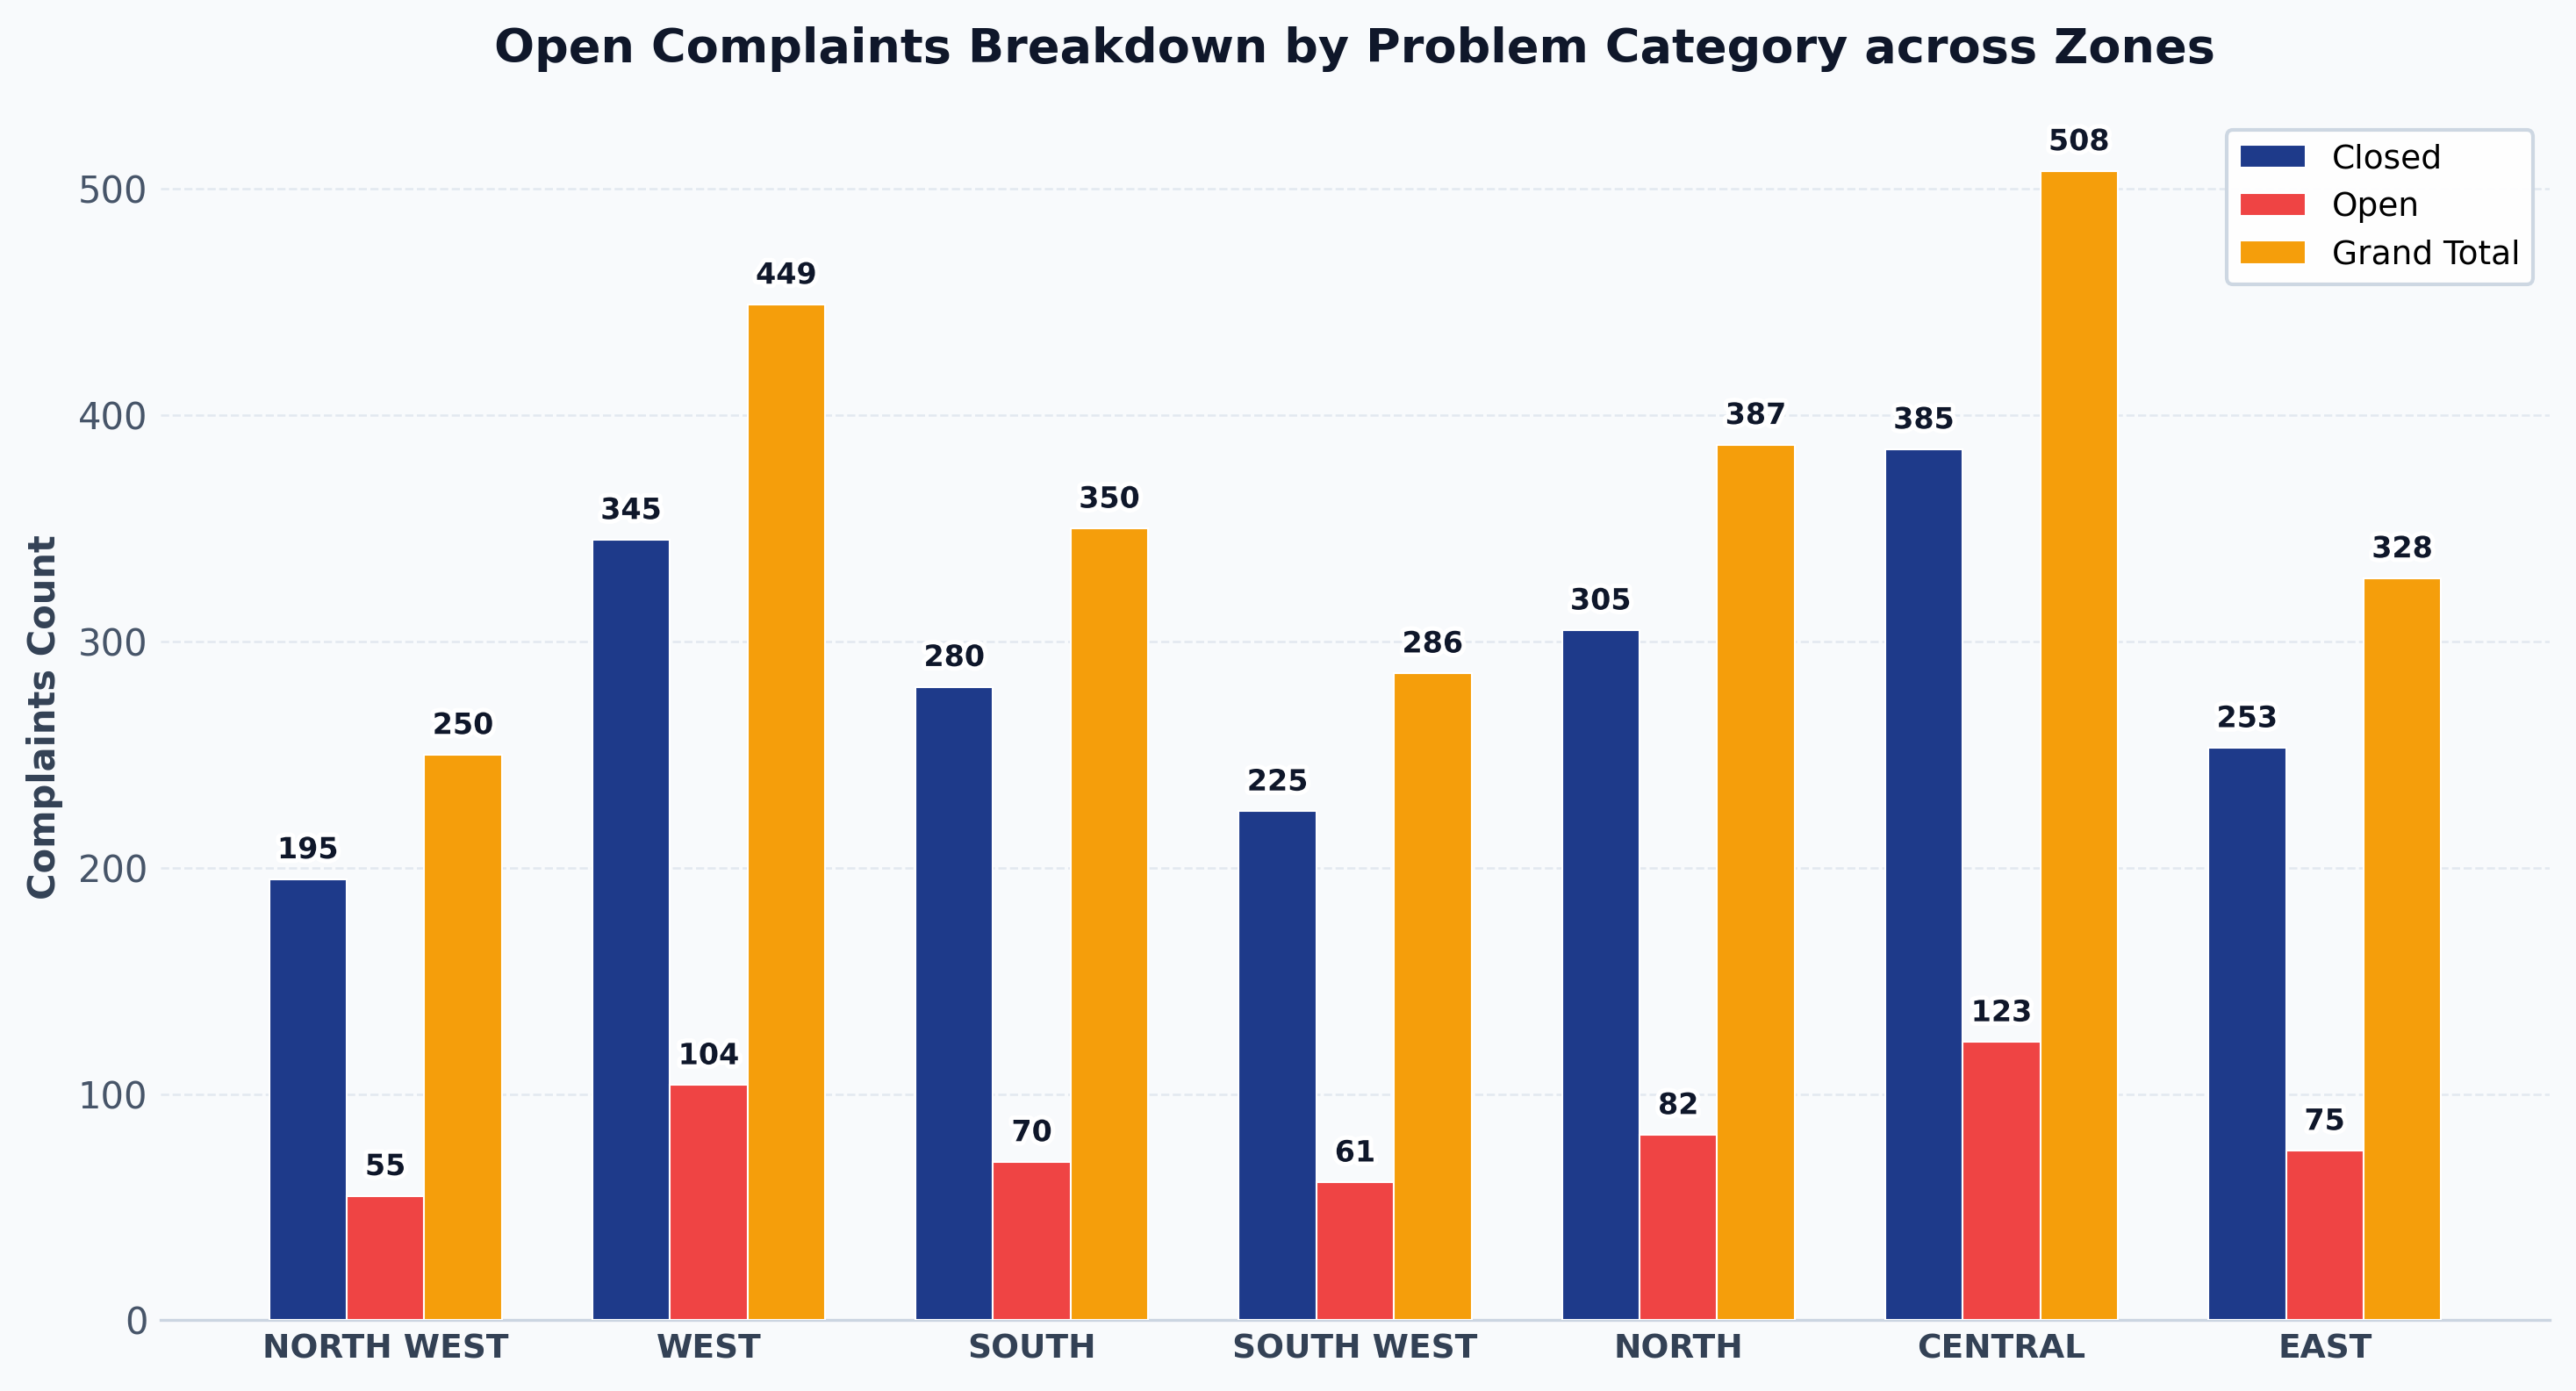 Open Complaints Breakdown by Problem Category across Zones
Closed
Open
Grand Total
Complaints Count
500
400
300
200
100
0
195
55
250
345
104
449
280
70
350
225
61
286
305
82
387
385
123
508
253
75
328
NORTH WEST
WEST
SOUTH
SOUTH WEST
NORTH
CENTRAL
EAST